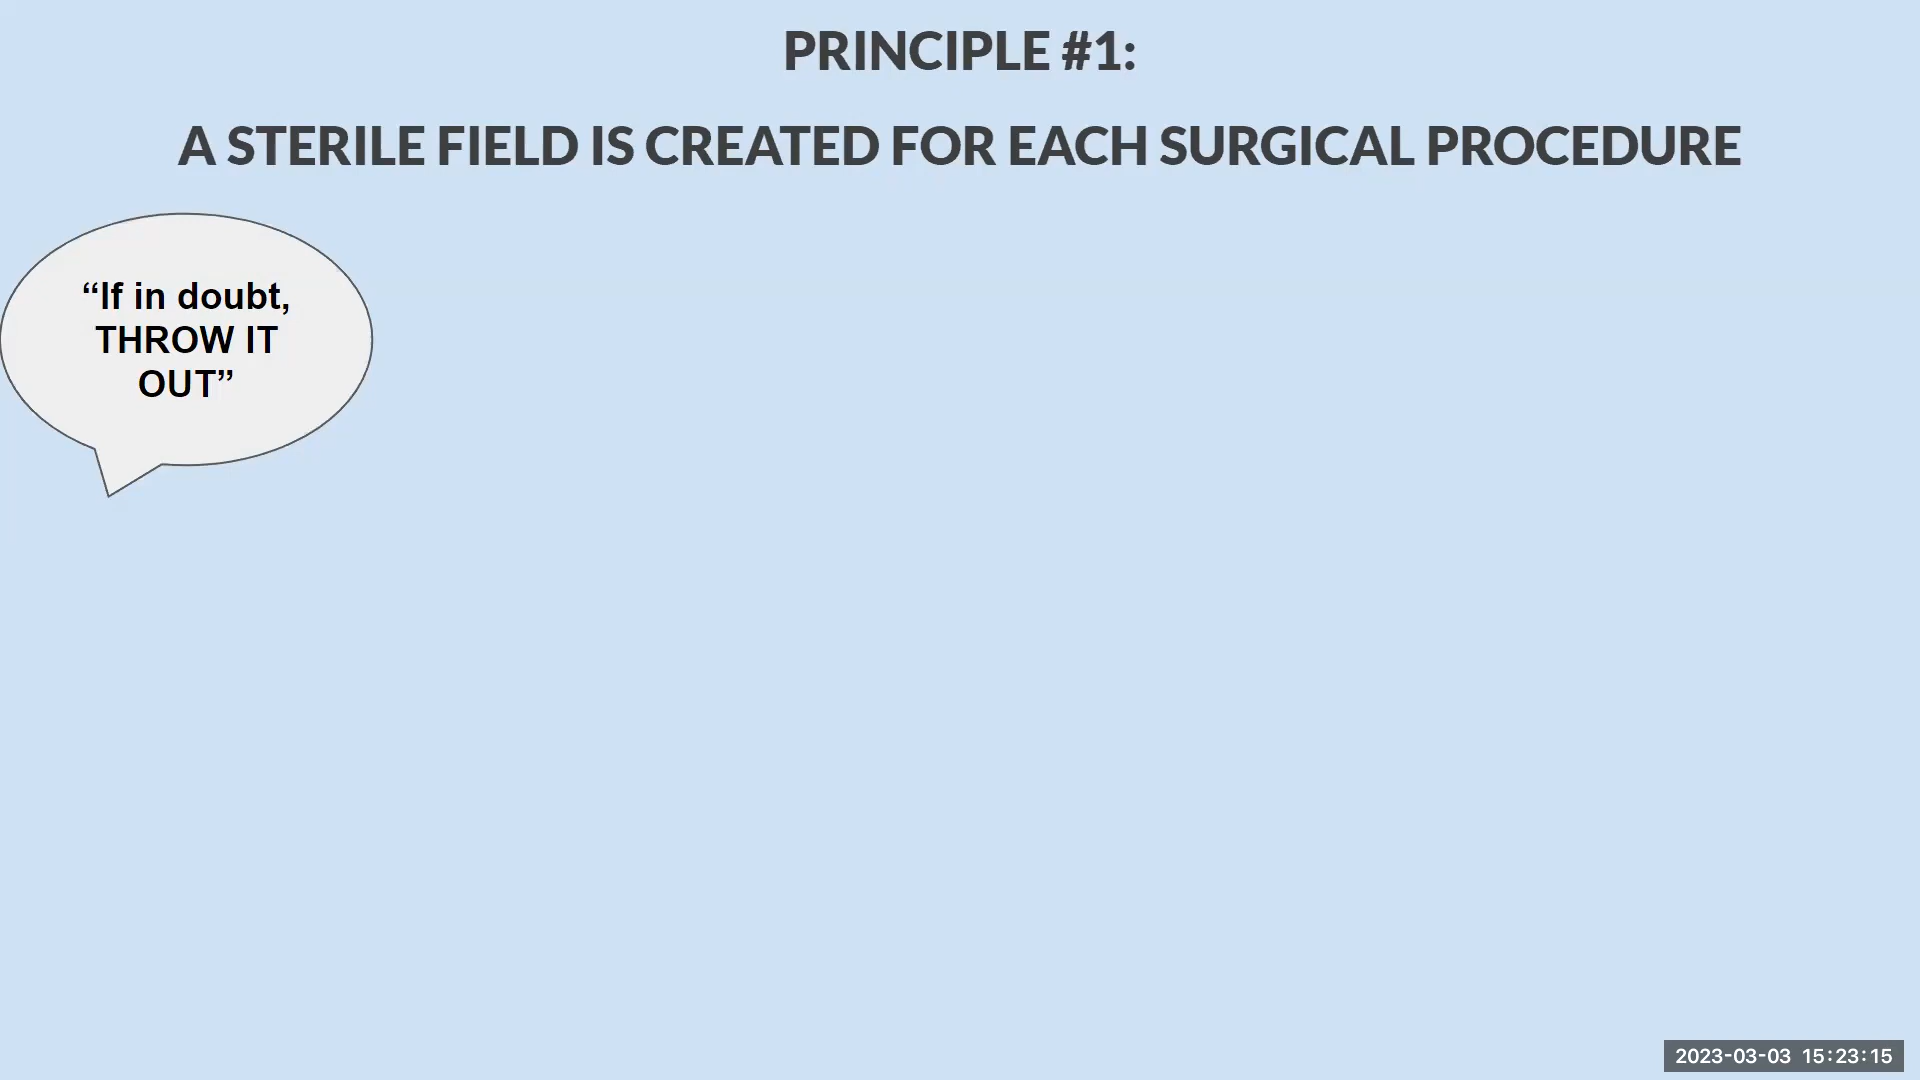 PRINCIPLE #1:
A STERILE FIELD IS CREATED FOR EACH SURGICAL PROCEDURE
“If in doubt,
THROW IT
OUT”
2023-03-03 15:23:15